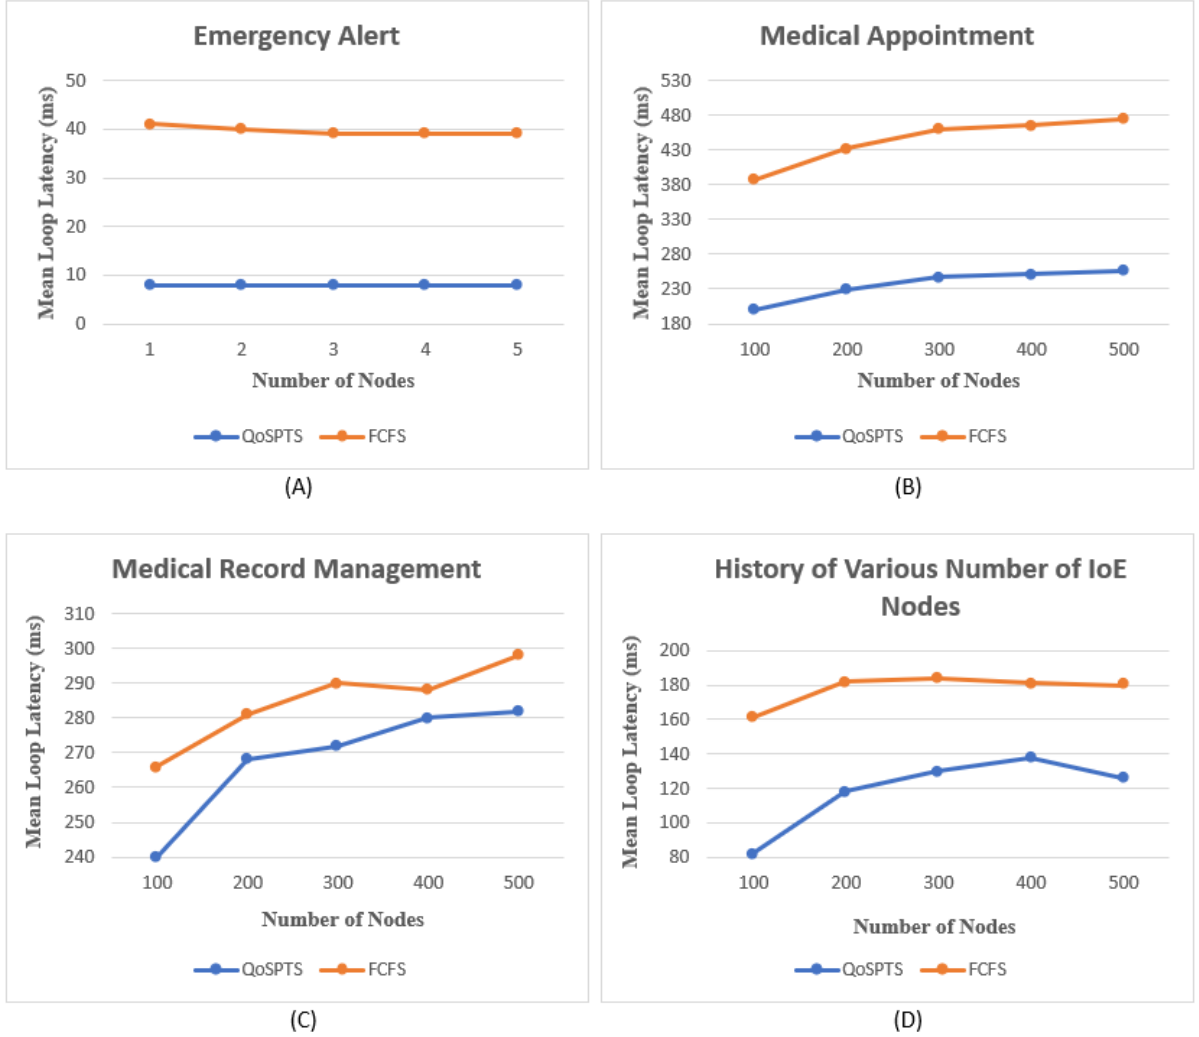 Emergency Alert
Mean Loop Latency (ms)
50
40
30
20
10
0
1 2 3 4 5
Number of Nodes
QoSPTS FCFS
(A)
Medical Appointment
Mean Loop Latency (ms)
530
480
430
380
330
280
230
180
100 200 300 400 500
Number of Nodes
QoSPTS FCFS
(B)
Medical Record Management
Mean Loop Latency (ms)
310
300
290
280
270
260
250
240
100 200 300 400 500
Number of Nodes
QoSPTS FCFS
(C)
History of Various Number of IoE
Nodes
Mean Loop Latency (ms)
200
180
160
140
120
100
80
100 200 300 400 500
Number of Nodes
QoSPTS FCFS
(D)